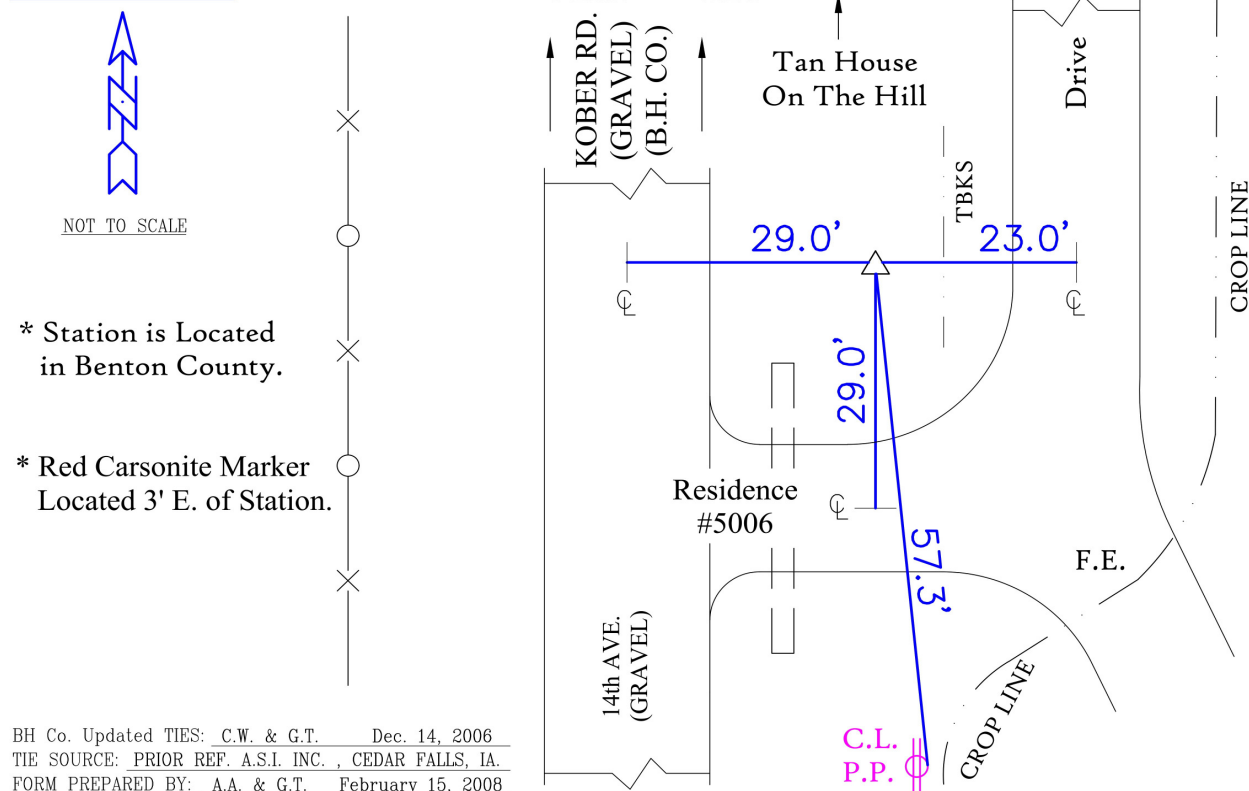 N
NOT TO SCALE
* Station is Located
in Benton County.
* Red Carsonite Marker
Located 3' E. of Station.
BH Co. Updated TIES: C.W. & G.T. Dec. 14, 2006
TIE SOURCE: PRIOR REF. A.S.I. INC. , CEDAR FALLS, IA.
FORM PREPARED BY: A.A. & G.T. February 15, 2008
KOBER RD.
(GRAVEL)
(B.H. CO.)
Tan House
On The Hill
Drive
TBKS
CROP LINE
29.0'
23.0'
℄
℄
29.0'
Residence
#5006
℄
57.3'
F.E.
14th AVE.
(GRAVEL)
CROP LINE
C.L.
P.P.